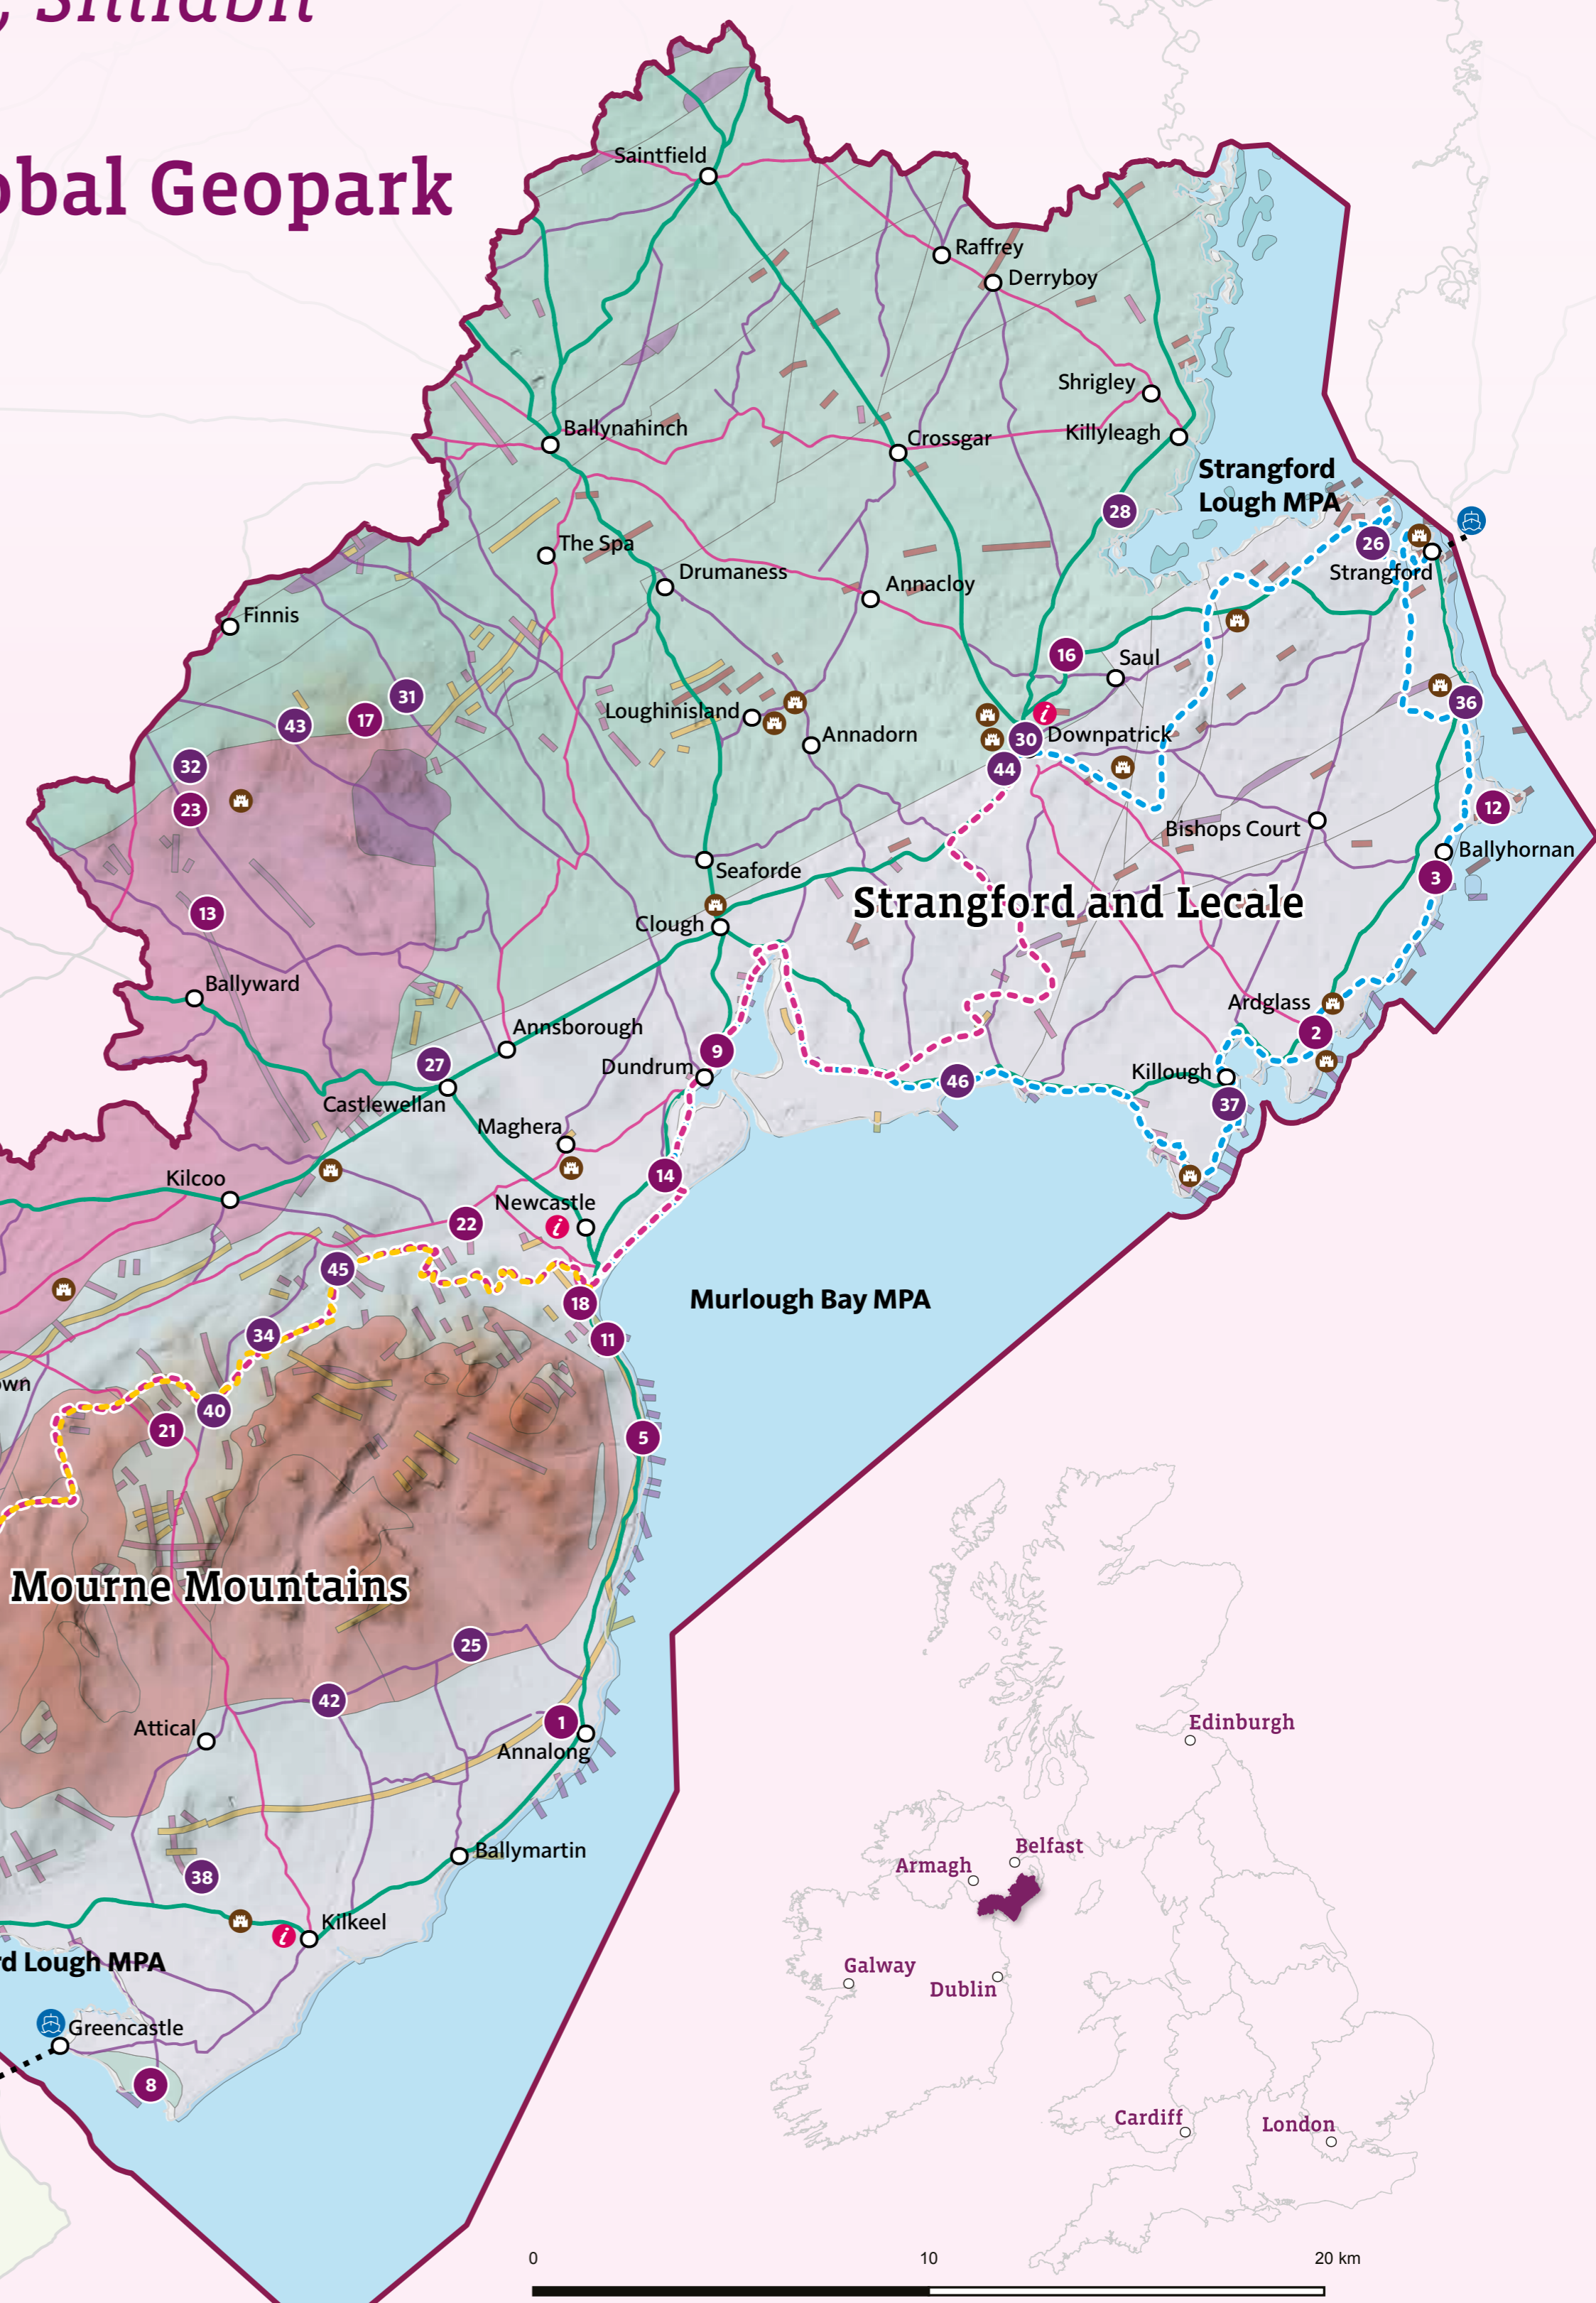 obal Geopark
Saintfield
Raffrey
Derryboy
Shrigley
Ballynahinch
Crossgar
Killyleagh
Strangford
Lough MPA
28
26
The Spa
Strangford
Drumaness
Annacloy
Finnis
16
Saul
31
43
17
Loughinisland
36
30
Downpatrick
Annadorn
32
44
23
12
Bishops Court
Ballyhornan
Seaforde
3
Strangford and Lecale
13
Clough
Ballyward
Ardglass
Annsborough
2
9
27
Dundrum
Killough
46
Castlewellan
37
Maghera
14
Kilcoo
Newcastle
22
45
Murlough Bay MPA
18
34
11
own
40
21
5
Mourne Mountains
25
42
1
Attical
Annalong
Edinburgh
Ballymartin
Belfast
Armagh
38
Kilkeel
rd Lough MPA
Galway
Dublin
Greencastle
8
Cardiff
London
0 10 20 km